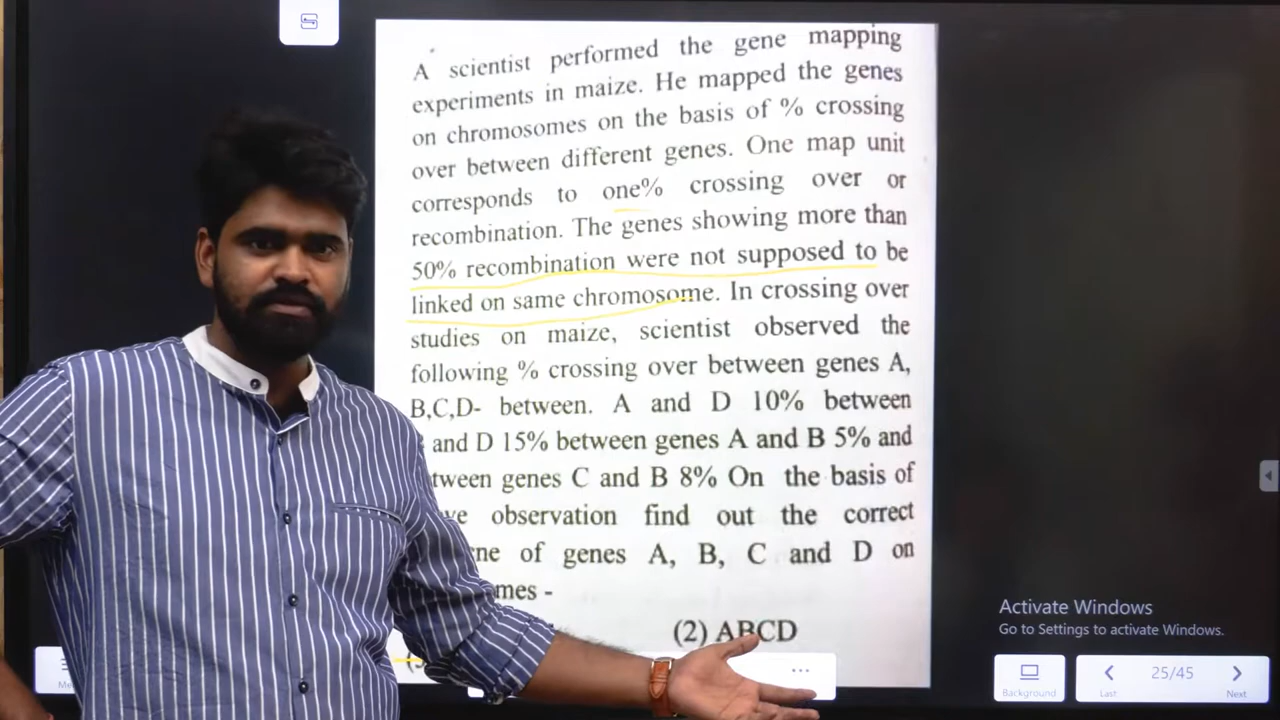 A scientist performed the gene mapping
experiments in maize. He mapped the genes
on chromosomes on the basis of % crossing
over between different genes. One map unit
corresponds to one% crossing over or
recombination. The genes showing more than
50% recombination were not supposed to be
linked on same chromosome. In crossing over
studies on maize, scientist observed the
following % crossing over between genes A,
B,C,D- between. A and D 10% between
and D 15% between genes A and B 5% and
tween genes C and B 8% On the basis of
observation find out the correct
of genes A, B, C and D on
mes -
(2) ABCD
Activate Windows
Go to Settings to activate Windows.
Background
Last
25/45
Next